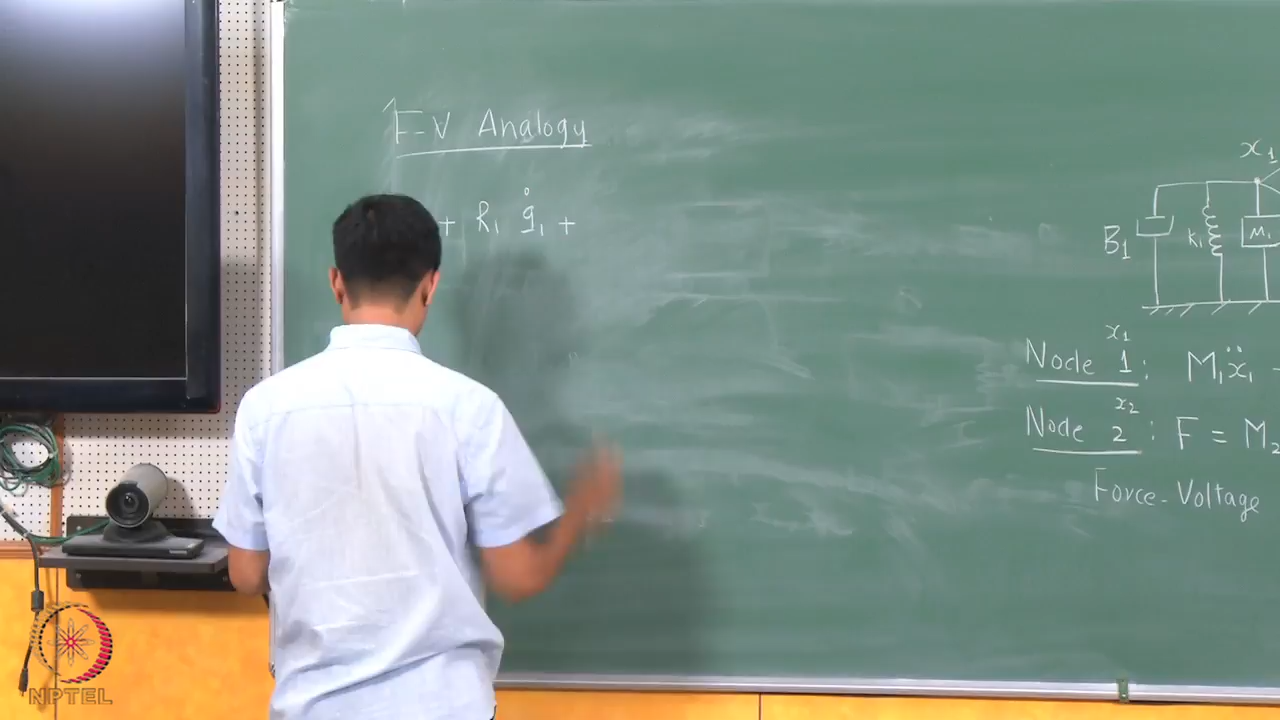 F-V Analogy
+ R₁ q̇₁ +
x₁
B₁ K₁ M₁
x₁
Node 1 : M₁ẍ₁
x₂
Node 2 : F = M₂
Force-Voltage
NPTEL